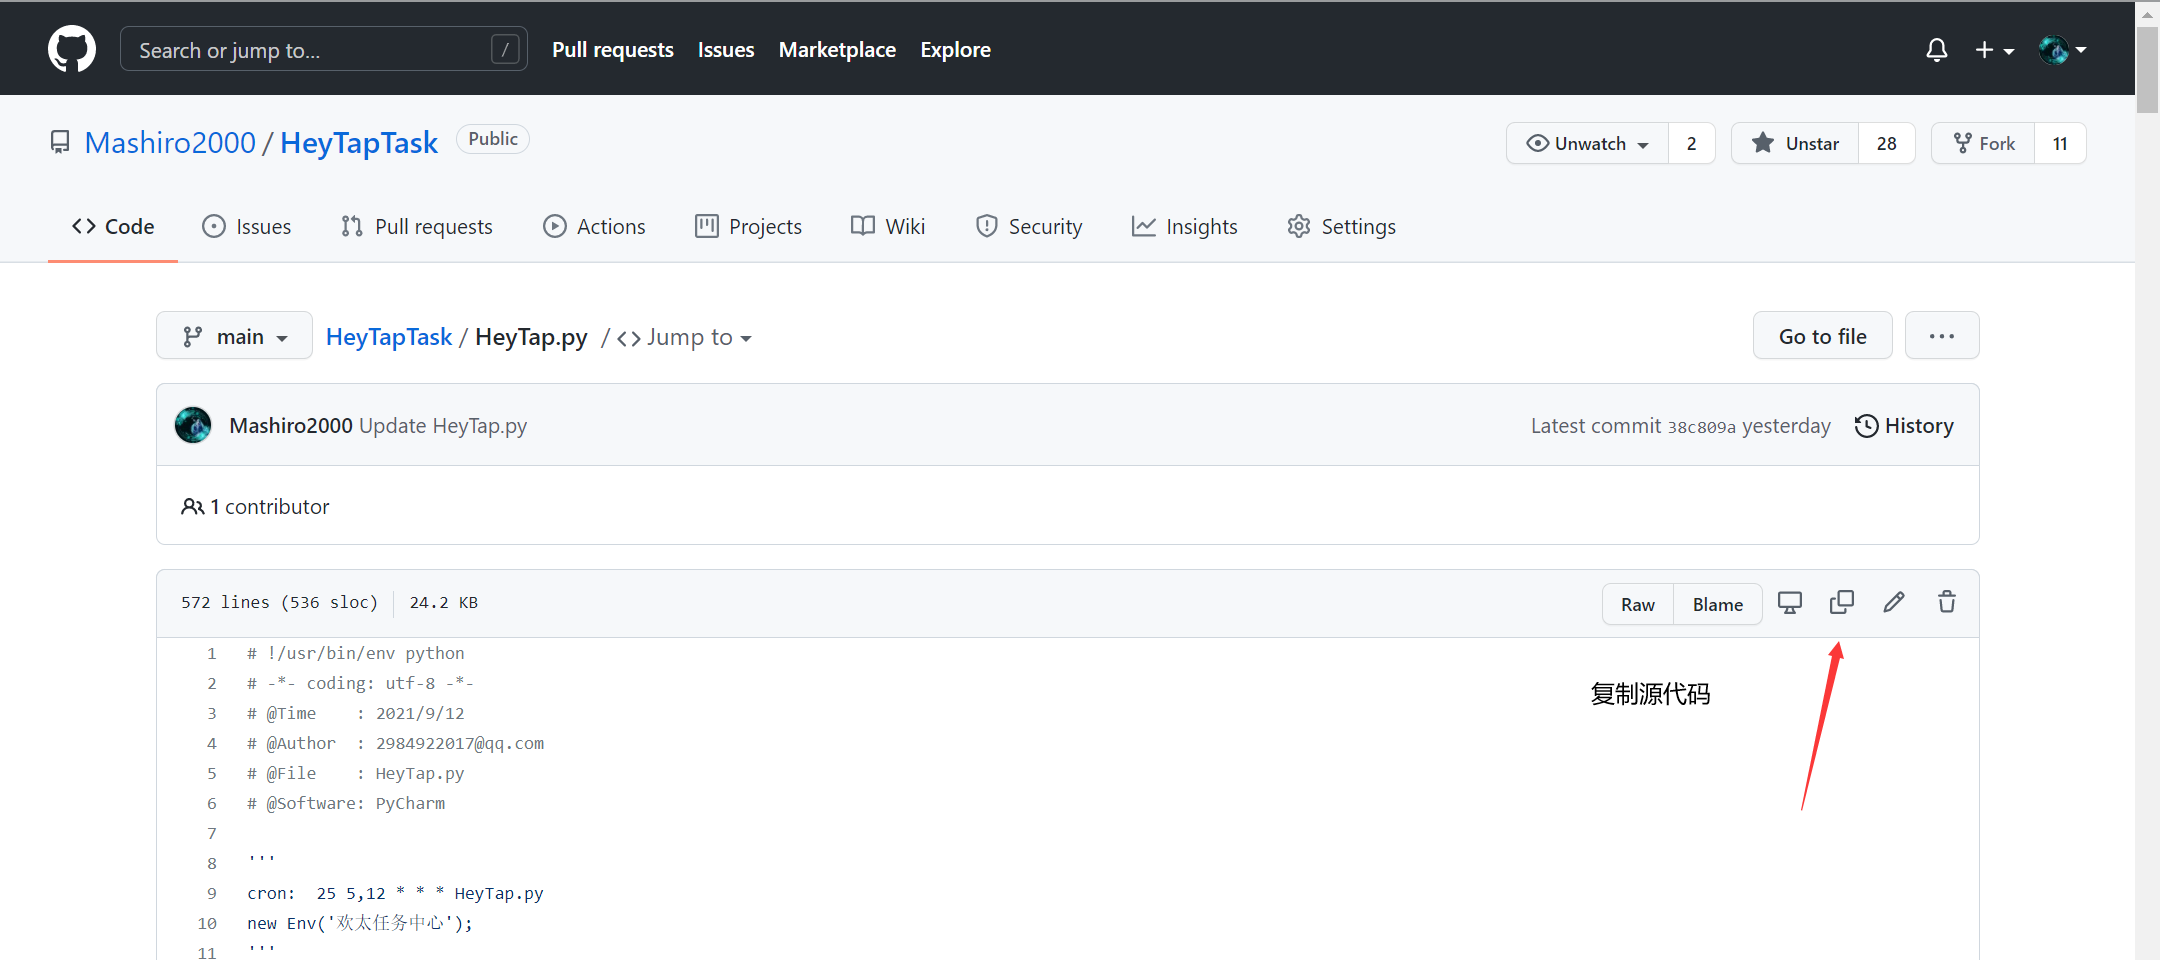 Search or jump to... /
Pull requests Issues Marketplace Explore
Mashiro2000 / HeyTapTask Public
Unwatch 2 Unstar 28 Fork 11
Code Issues Pull requests Actions Projects Wiki Security Insights Settings
main HeyTapTask / HeyTap.py / <> Jump to
Go to file ...
Mashiro2000 Update HeyTap.py
Latest commit 38c809a yesterday History
1 contributor
572 lines (536 sloc) 24.2 KB
Raw Blame
1 # !/usr/bin/env python
2 # -*- coding: utf-8 -*-
3 # @Time    : 2021/9/12
4 # @Author  : 2984922017@qq.com
5 # @File    : HeyTap.py
6 # @Software: PyCharm
7
8 '''
9 cron:  25 5,12 * * * HeyTap.py
10 new Env('欢太任务中心');
11 '''
复制源代码